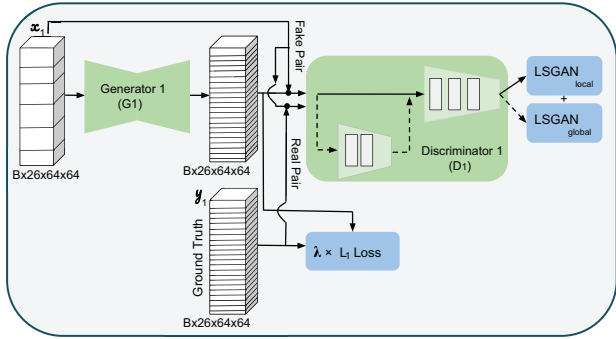 x₁
Generator 1
(G1)
Bx26x64x64
Bx26x64x64
Fake Pair
Real Pair
Discriminator 1
(D₁)
LSGAN local
+
LSGAN global
y₁
Ground Truth
Bx26x64x64
λ × L₁ Loss